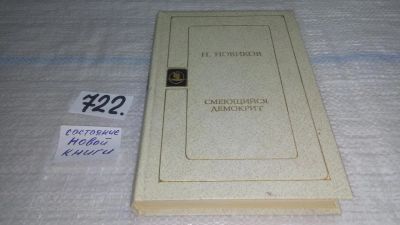 722.
состояние
новой
книги
Н. НОВИКОВ
СМЕЮЩИЙСЯ
ДЕМОКРИТ